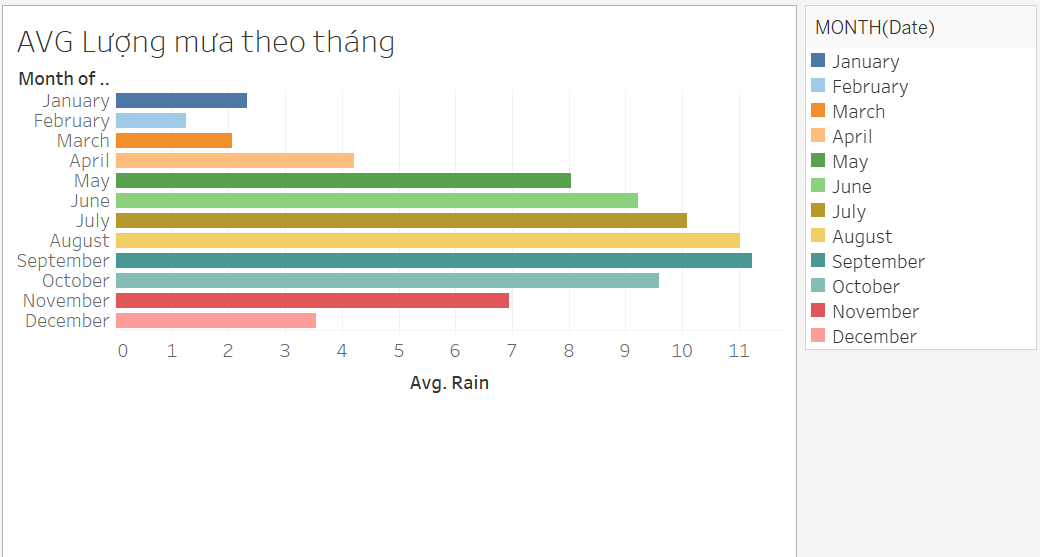 AVG Lượng mưa theo tháng
Month of ..
January
February
March
April
May
June
July
August
September
October
November
December
0 1 2 3 4 5 6 7 8 9 10 11
Avg. Rain
MONTH(Date)
January
February
March
April
May
June
July
August
September
October
November
December